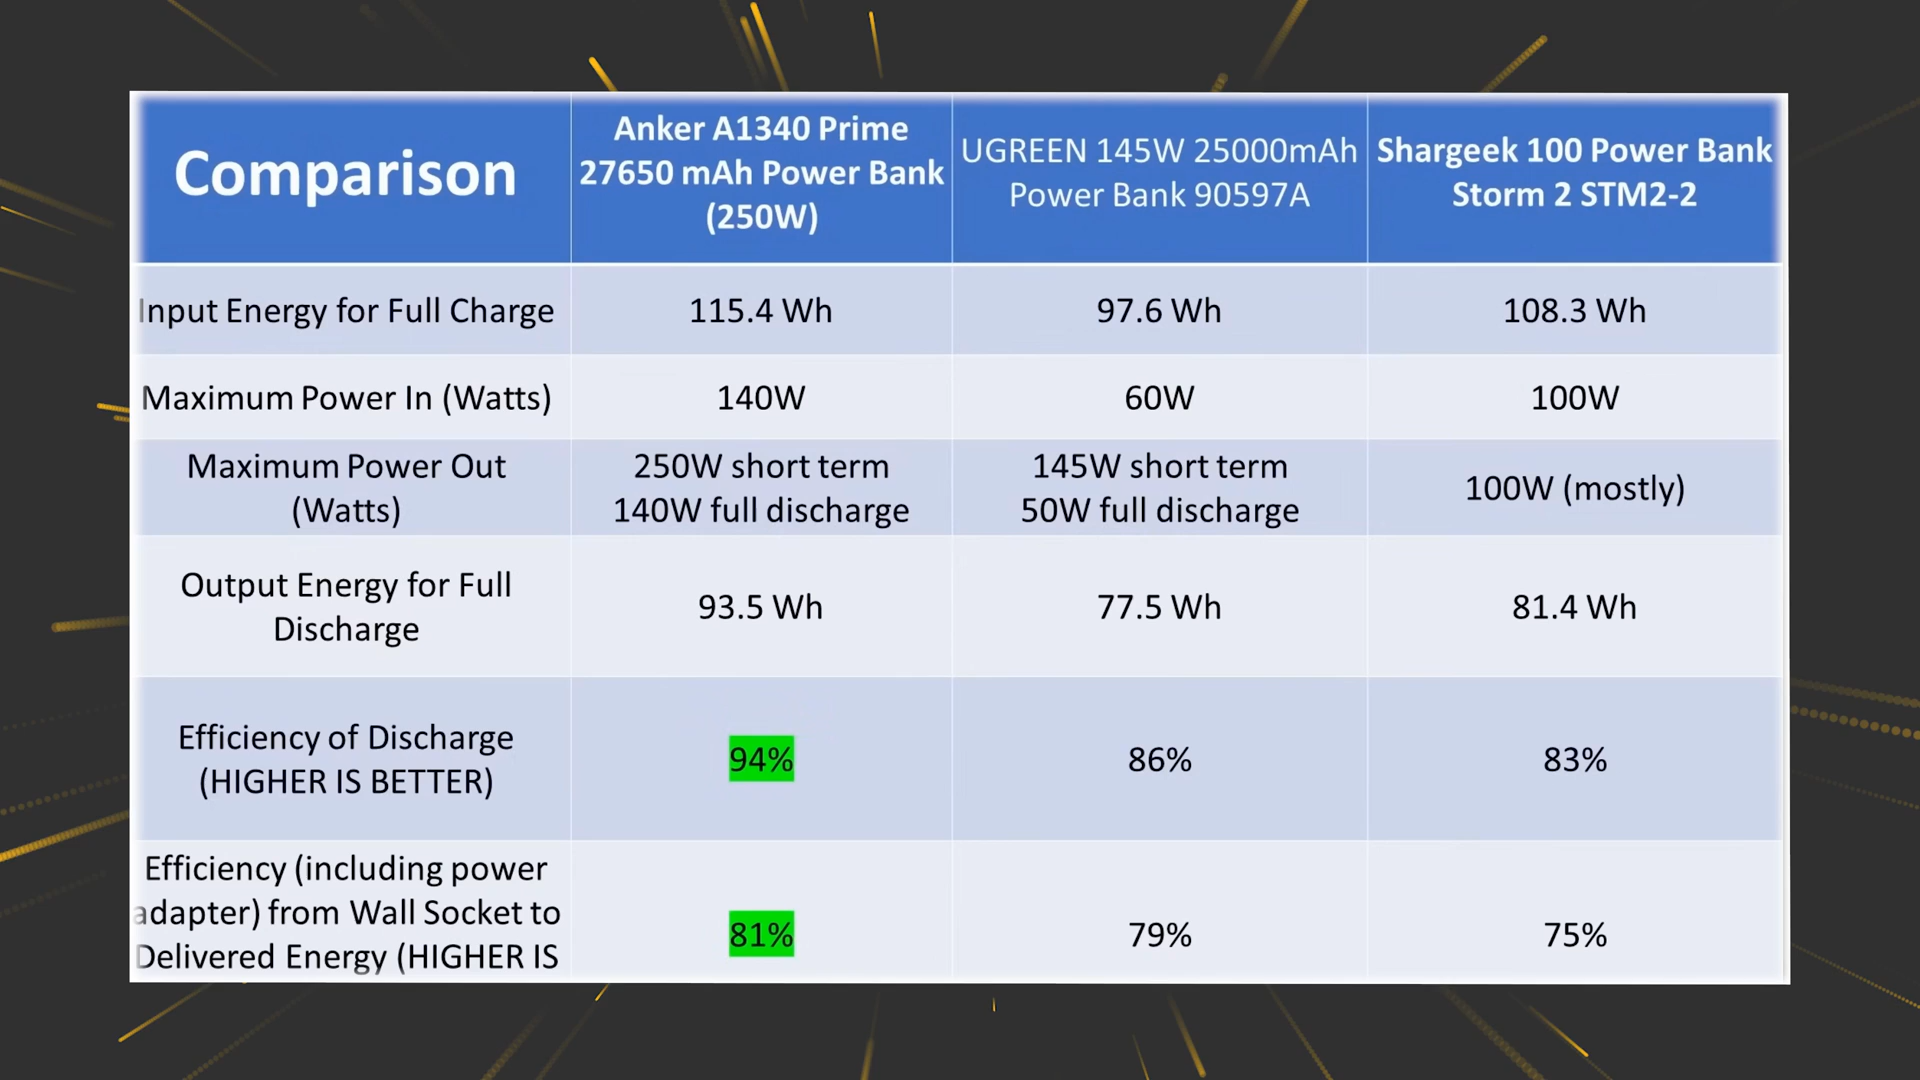 Comparison
Anker A1340 Prime
27650 mAh Power Bank
(250W)
UGREEN 145W 25000mAh
Power Bank 90597A
Shargeek 100 Power Bank
Storm 2 STM2-2
Input Energy for Full Charge
115.4 Wh
97.6 Wh
108.3 Wh
Maximum Power In (Watts)
140W
60W
100W
Maximum Power Out
(Watts)
250W short term
140W full discharge
145W short term
50W full discharge
100W (mostly)
Output Energy for Full
Discharge
93.5 Wh
77.5 Wh
81.4 Wh
Efficiency of Discharge
(HIGHER IS BETTER)
94%
86%
83%
Efficiency (including power
adapter) from Wall Socket to
Delivered Energy (HIGHER IS
81%
79%
75%